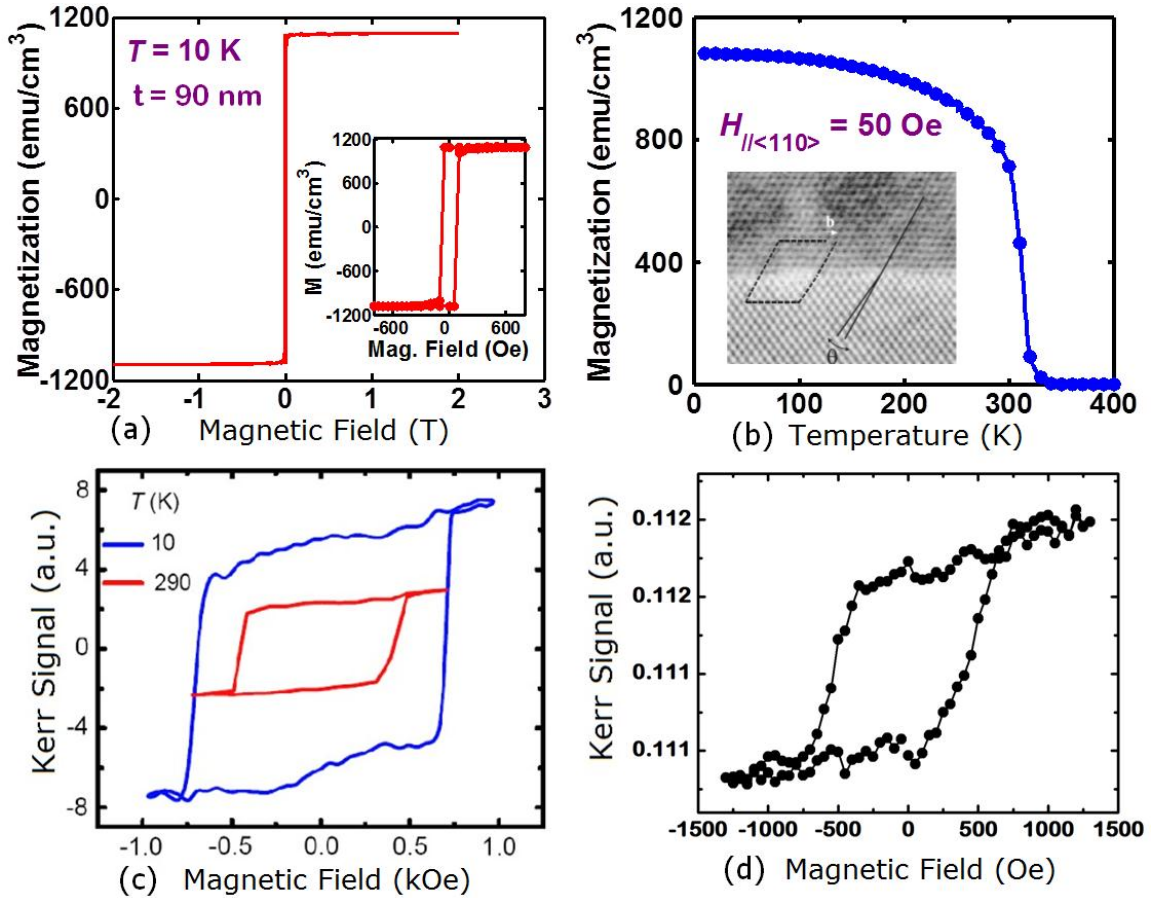 1200
600
0
-600
-1200
Magnetization (emu/cm³)
T = 10 K
t = 90 nm
1200
600
0
-600
-1200
M (emu/cm³)
-600 0 600
Mag. Field (Oe)
-2 -1 0 1 2 3
(a) Magnetic Field (T)
1200
800
400
0
Magnetization (emu/cm³)
H//<110> = 50 Oe
b
θ
0 100 200 300 400
(b) Temperature (K)
8
4
0
-4
-8
Kerr Signal (a.u.)
T (K)
10
290
-1.0 -0.5 0.0 0.5 1.0
(c) Magnetic Field (kOe)
0.112
0.112
0.111
0.111
Kerr Signal (a.u.)
-1500 -1000 -500 0 500 1000 1500
(d) Magnetic Field (Oe)